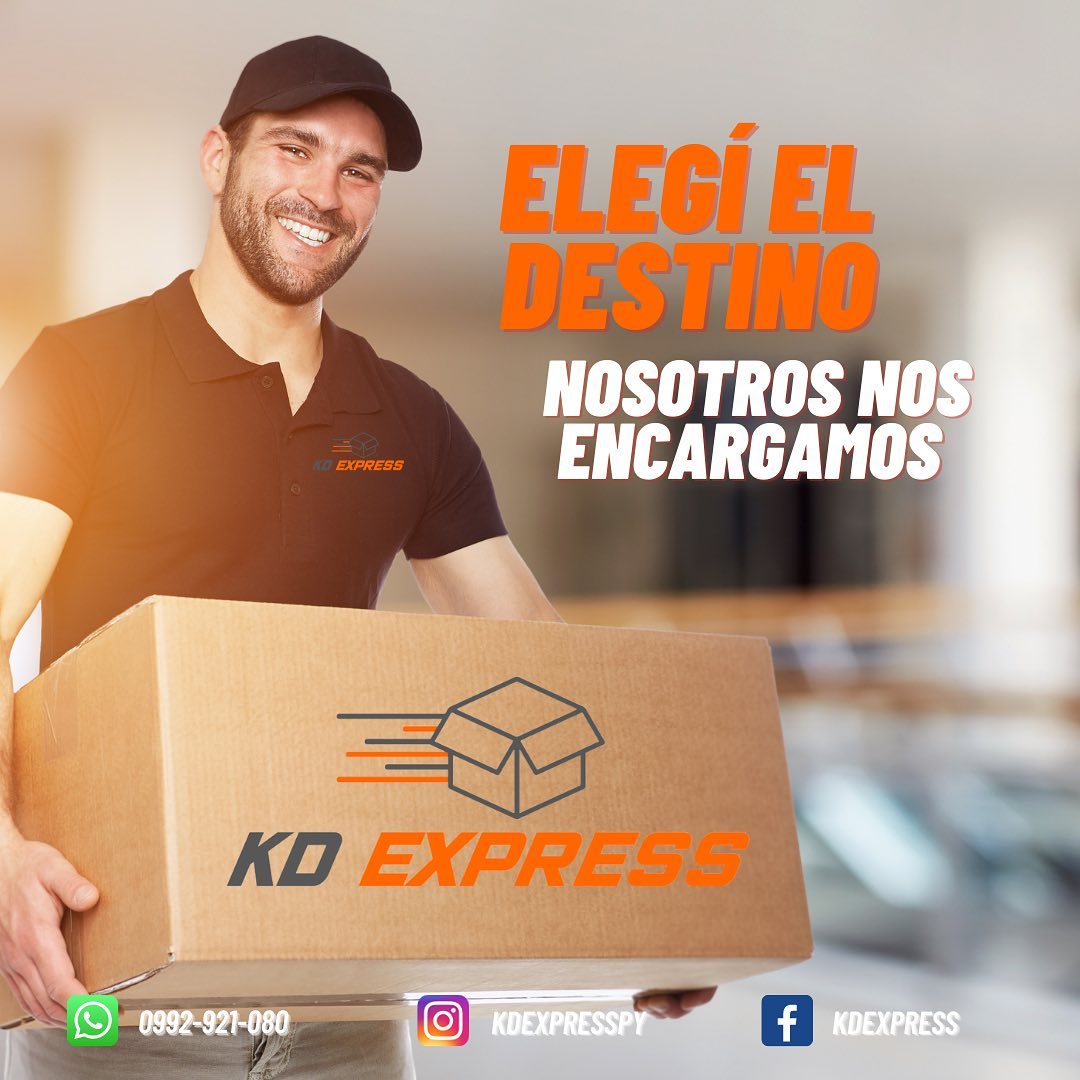 ELEGÍ EL
DESTINO
NOSOTROS NOS
ENCARGAMOS
KD EXPRESS
KD EXPRESS
0992-921-080
KDEXPRESSPY
KDEXPRESS